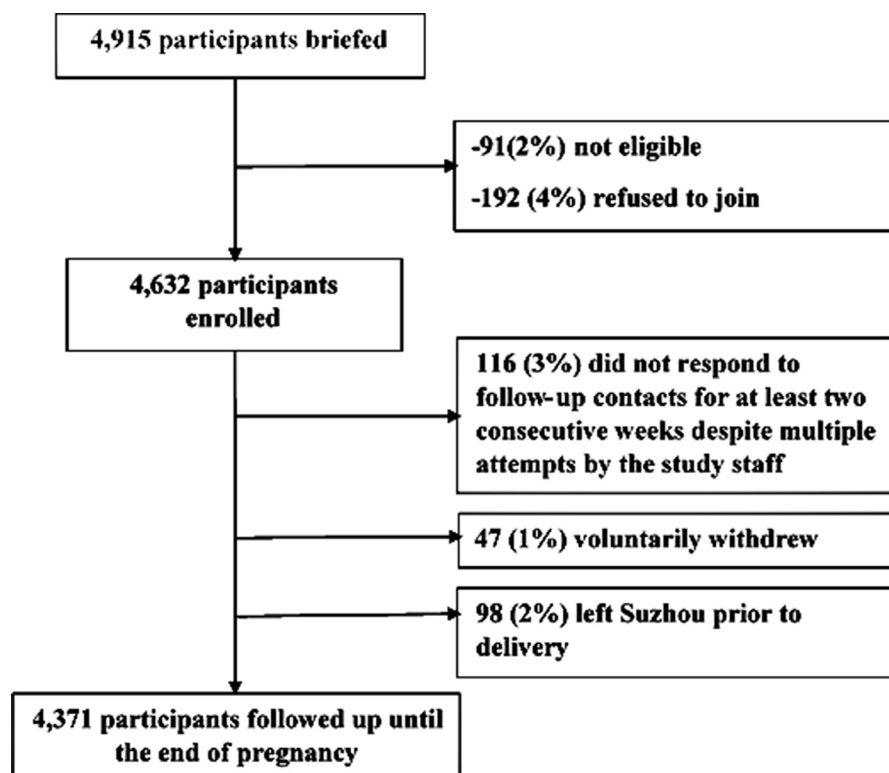 4,915 participants briefed
-91(2%) not eligible
-192 (4%) refused to join
4,632 participants
enrolled
116 (3%) did not respond to
follow-up contacts for at least two
consecutive weeks despite multiple
attempts by the study staff
47 (1%) voluntarily withdrew
98 (2%) left Suzhou prior to
delivery
4,371 participants followed up until
the end of pregnancy